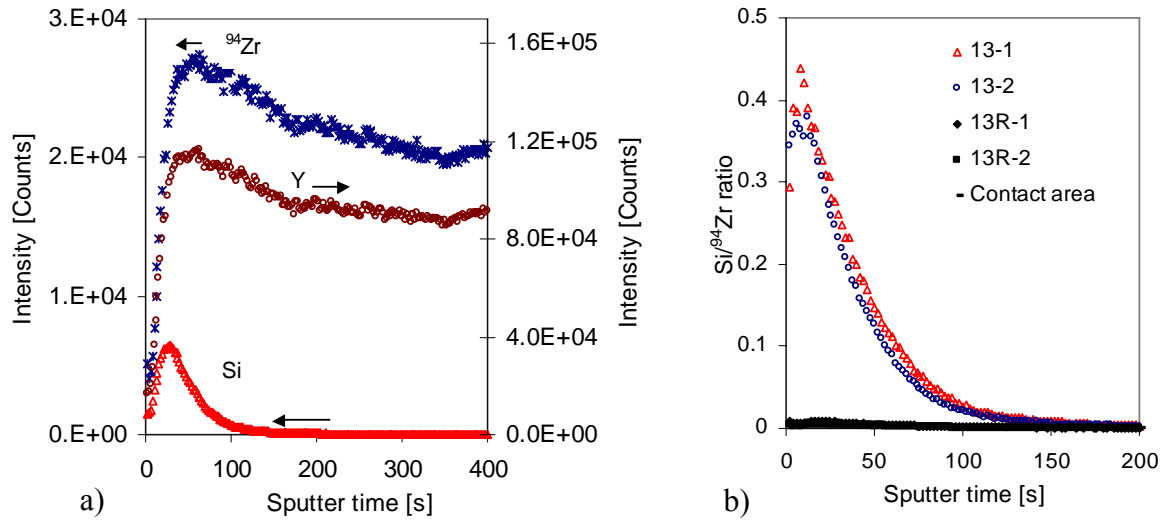 3.E+04
2.E+04
1.E+04
0.E+00
Intensity [Counts]
⁹⁴Zr
Y
Si
1.6E+05
1.2E+05
8.0E+04
4.0E+04
0.0E+00
Intensity [Counts]
0 100 200 300 400
Sputter time [s]
a)
0.5
0.4
0.3
0.2
0.1
0
Si/⁹⁴Zr ratio
13-1
13-2
13R-1
13R-2
Contact area
0 50 100 150 200
Sputter time [s]
b)